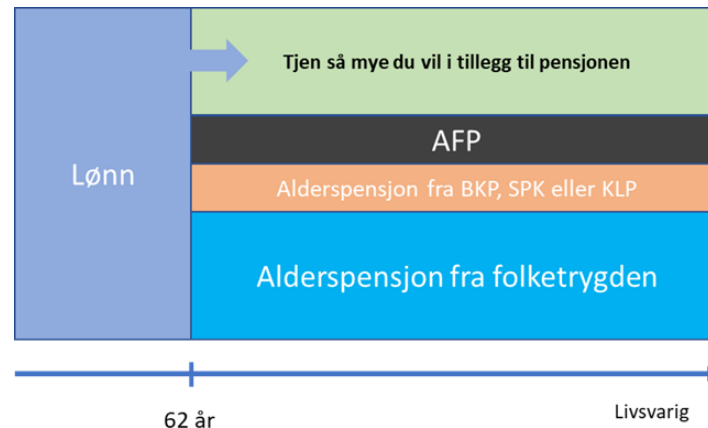 Tjen så mye du vil i tillegg til pensjonen
AFP
Lønn
Alderspensjon fra BKP, SPK eller KLP
Alderspensjon fra folketrygden
62 år
Livsvarig